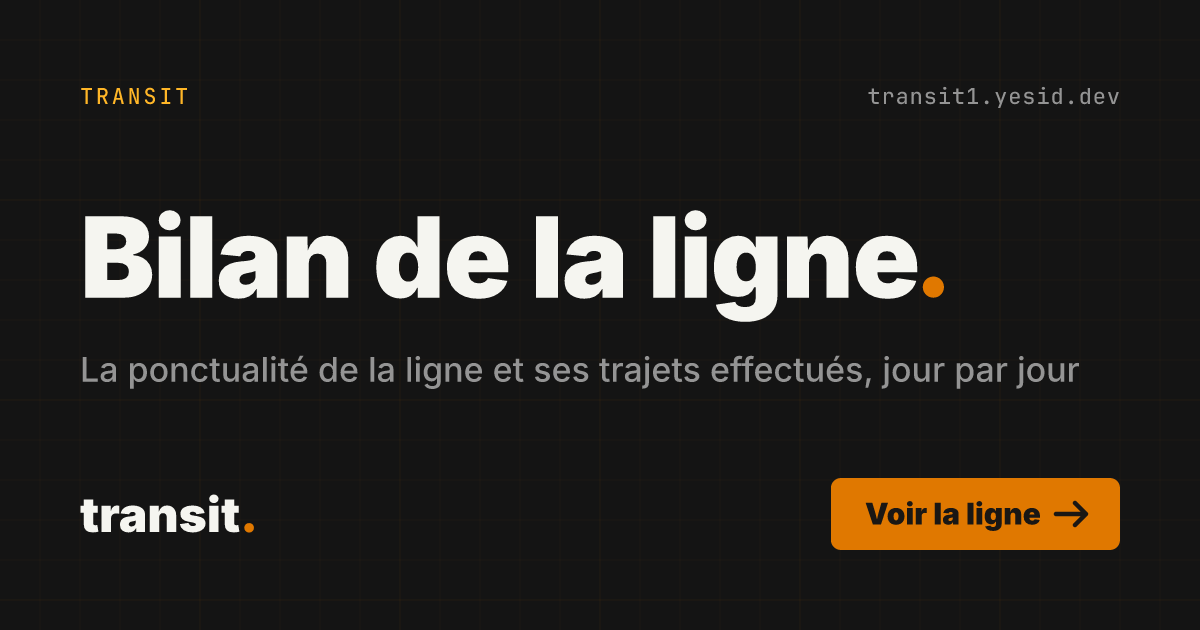 TRANSIT
transit1.yesid.dev
Bilan de la ligne.
La ponctualité de la ligne et ses trajets effectués, jour par jour
transit.
Voir la ligne →